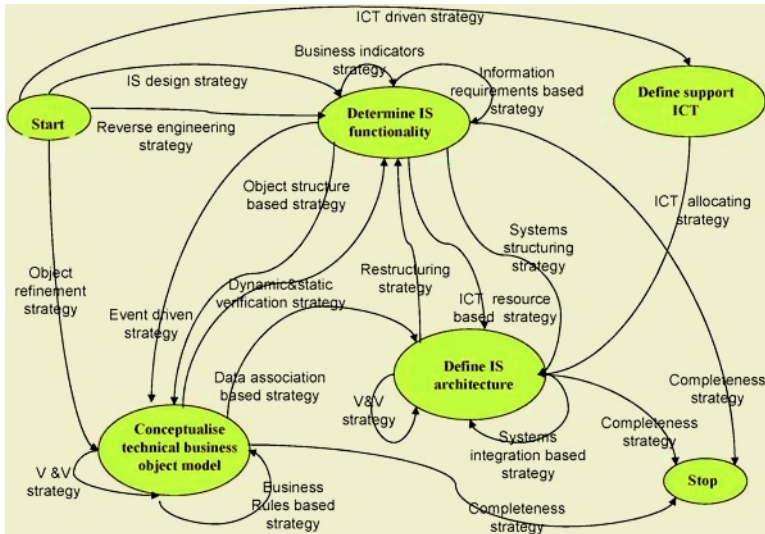 ICT driven strategy
Business indicators
strategy
IS design strategy
Information
requirements based
strategy
Define support
ICT
Start
Determine IS
functionality
Reverse engineering
strategy
Object structure
based strategy
ICT allocating
strategy
Systems
structuring
strategy
Object
refinement strategy
Dynamic&static
verification strategy
Restructuring
strategy
Event driven
strategy
ICT resource
based strategy
Define IS
architecture
Data association
based strategy
Completeness
strategy
V&V
strategy
Completeness
strategy
Conceptualise
technical business
object model
Systems
integration based
strategy
V &V
strategy
Stop
Business
Rules based
strategy
Completeness
strategy